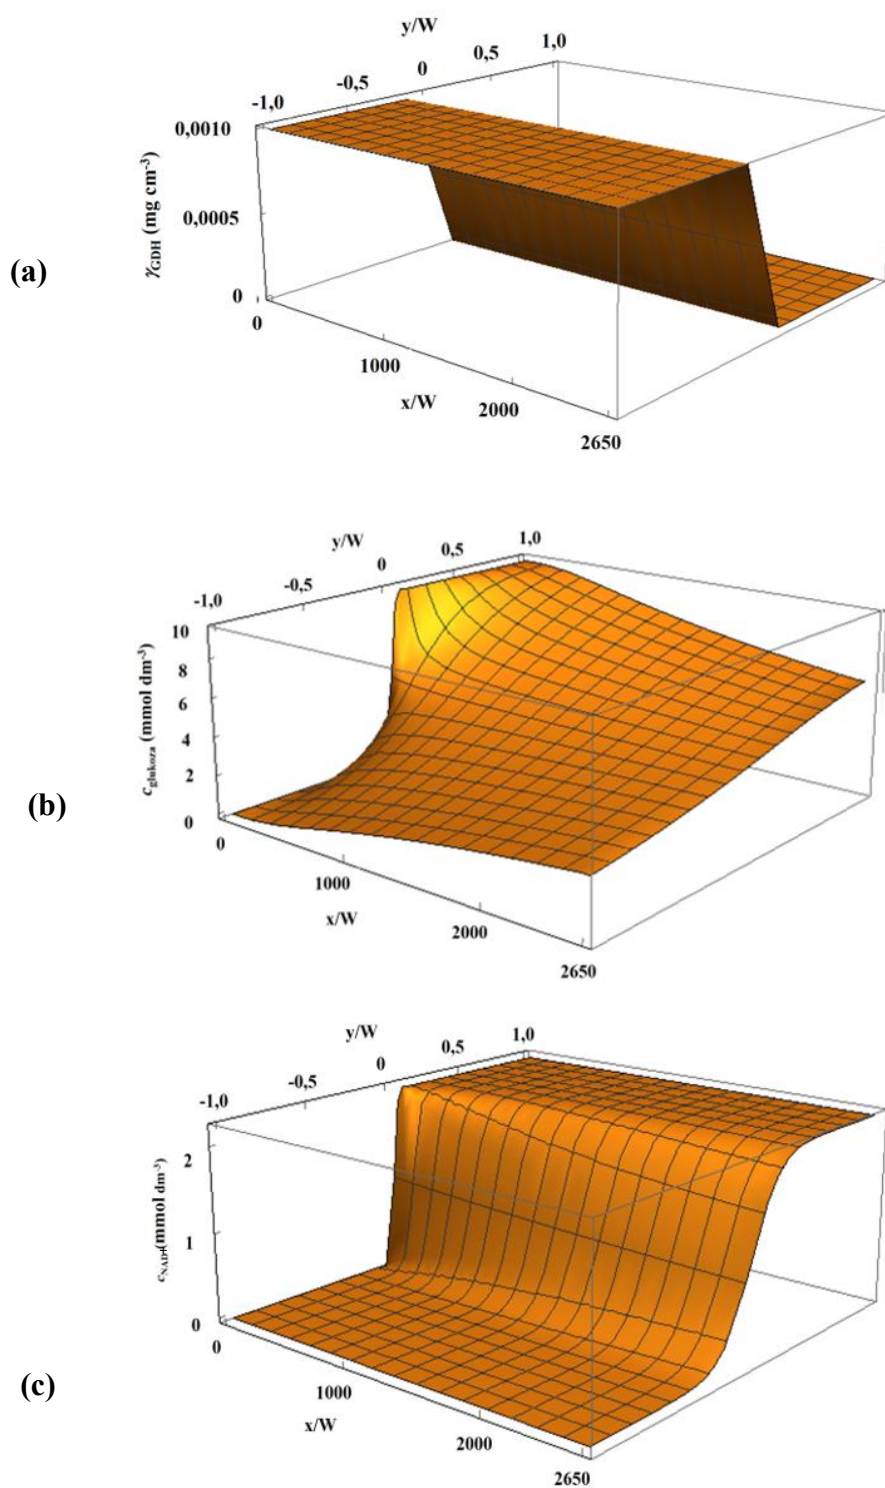 y/W
-1,0 -0,5 0 0,5 1,0
0,0010
0,0005
0
γGDH (mg cm-3)
(a)
0 1000 2000 2650
x/W
y/W
-1,0 -0,5 0 0,5 1,0
10
8
6
4
2
0
cglukoza (mmol dm-3)
(b)
0 1000 2000 2650
x/W
y/W
-1,0 -0,5 0 0,5 1,0
2
1
0
(mmol dm-3)
(c)
0 1000 2000 2650
x/W